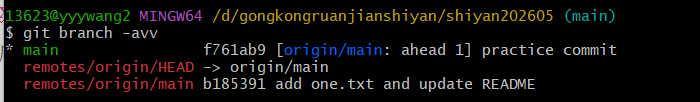 13623@yyywang2 MINGW64 /d/gongkongruanjianshiyan/shiyan202605 (main)
$ git branch -avv
* main                f761ab9 [origin/main: ahead 1] practice commit
  remotes/origin/HEAD -> origin/main
  remotes/origin/main b185391 add one.txt and update README